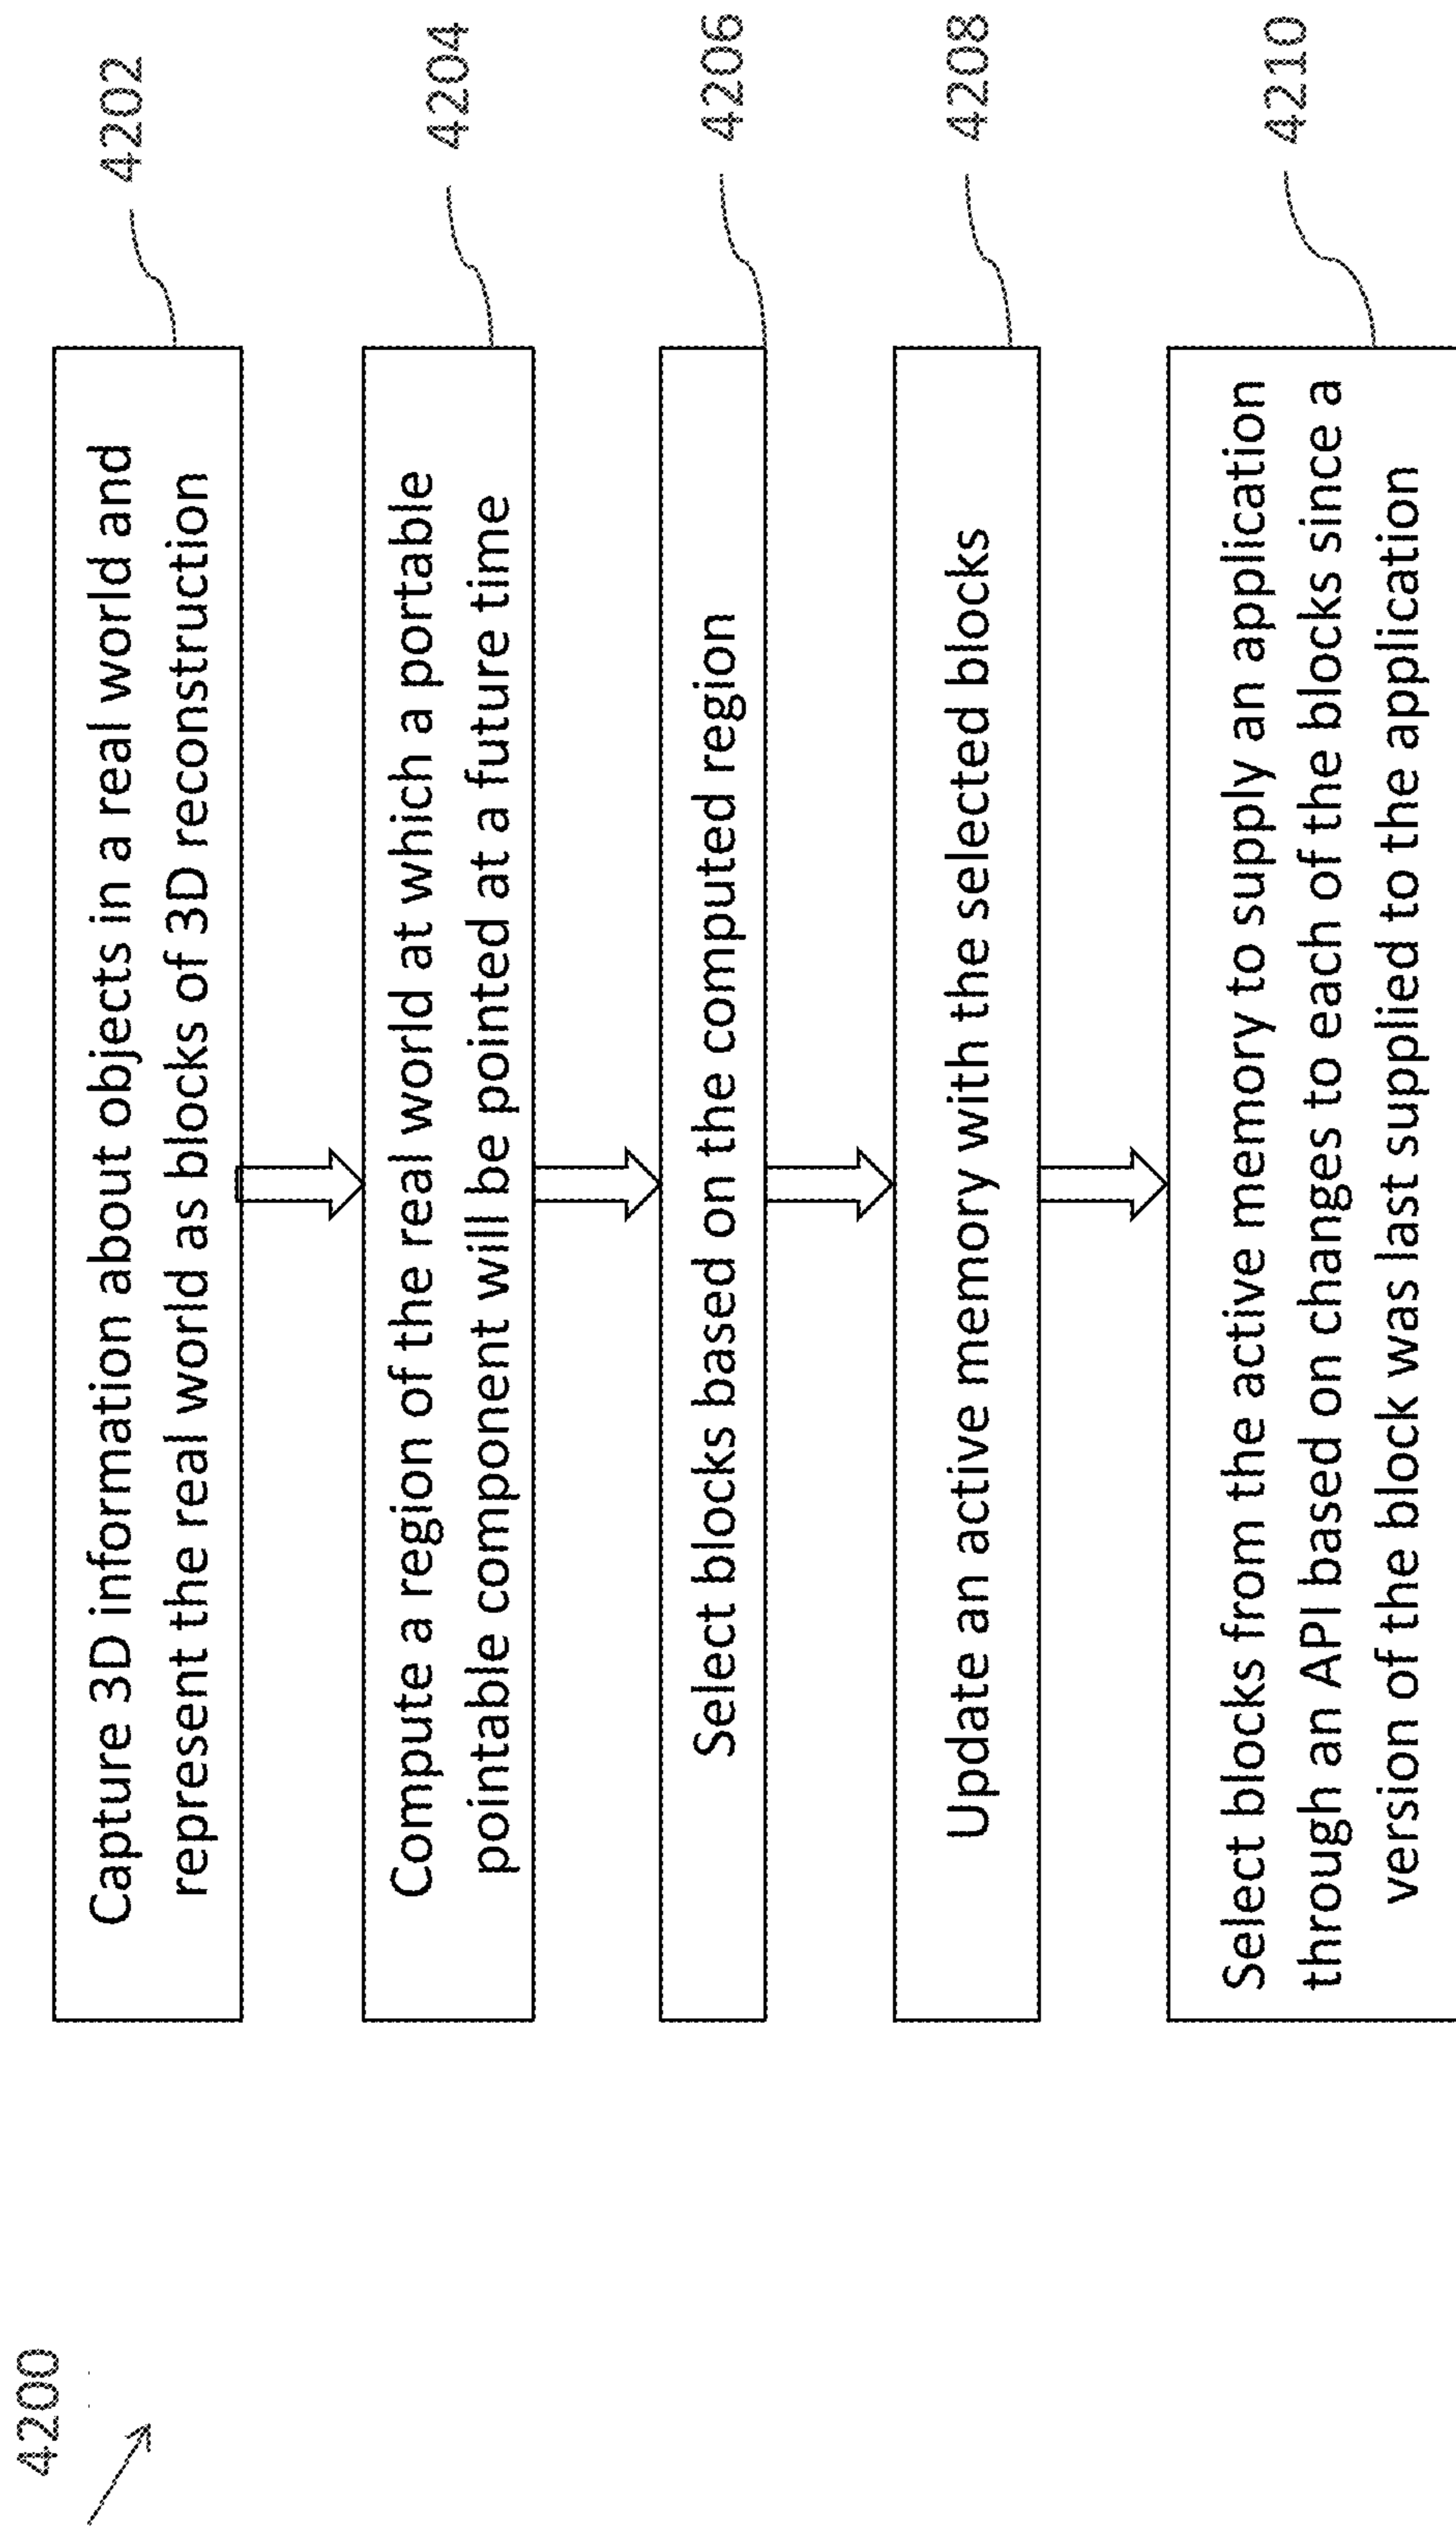 4200
Capture 3D information about objects in a real world and
represent the real world as blocks of 3D reconstruction
4202
Compute a region of the real world at which a portable
pointable component will be pointed at a future time
4204
Select blocks based on the computed region
4206
Update an active memory with the selected blocks
4208
Select blocks from the active memory to supply an application
through an API based on changes to each of the blocks since a
version of the block was last supplied to the application
4210